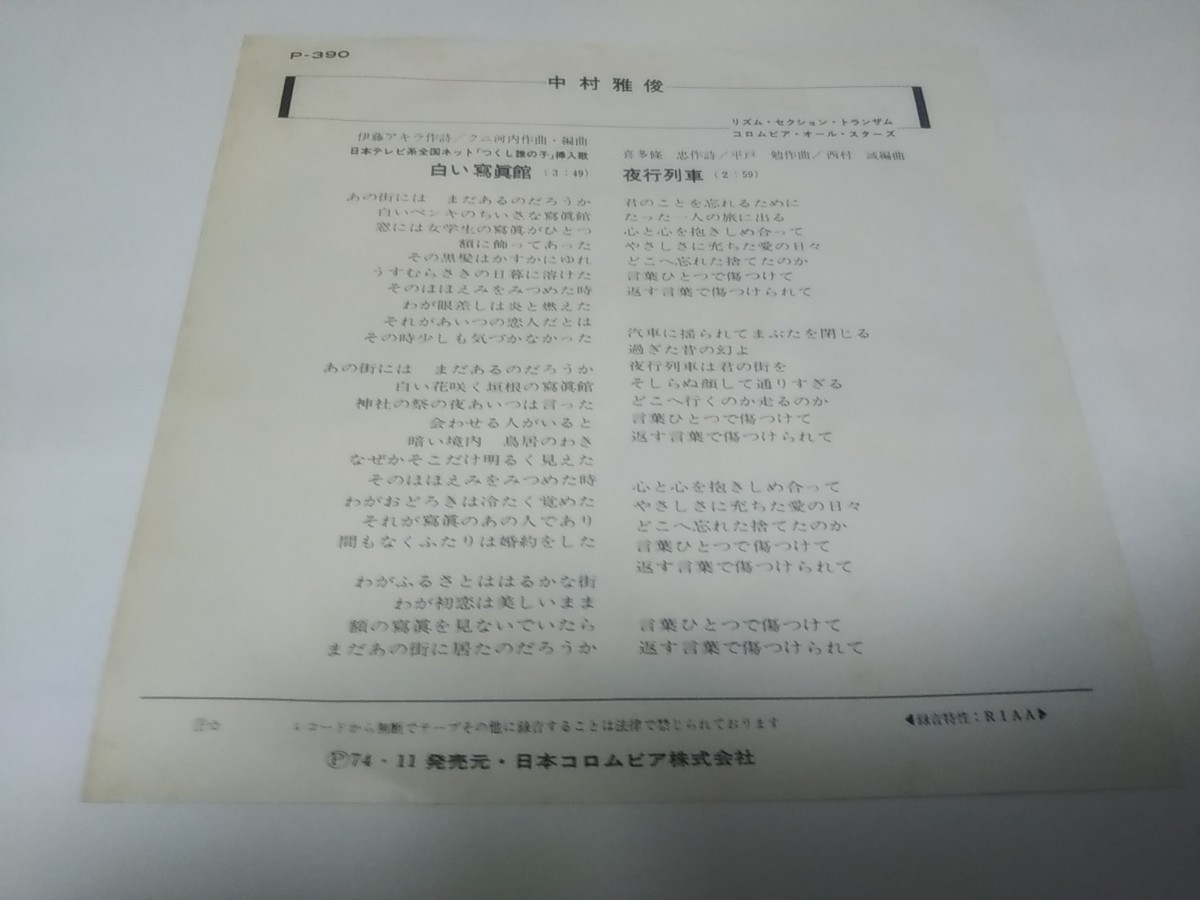 P-390
中村雅俊
リズム・セクション・トランザム
コロムビア・オール・スターズ
伊藤アキラ作詩/クニ河内作曲・編曲
日本テレビ系全国ネット「つくし誰の子」挿入歌
白い寫眞館 (3:49)
あの街には まだあるのだろうか
白いペンキのちいさな寫眞館
窓には女学生の寫眞がひとつ
額に飾ってあった
その黒髪はかすかにゆれ
うすむらさきの日暮に溶けた
そのほほえみをみつめた時
わが眼差しは炎と燃えた
それがあいつの恋人だとは
その時少しも気づかなかった
あの街には まだあるのだろうか
白い花咲く垣根の寫眞館
神社の祭の夜あいつは言った
会わせる人がいると
暗い境内 鳥居のわき
なぜかそこだけ明るく見えた
そのほほえみをみつめた時
わがおどろきは冷たく覚めた
それが寫眞のあの人であり
間もなくふたりは婚約をした
わがふるさとははるかな街
わが初恋は美しいまま
額の寫眞を見ないでいたら
まだあの街に居たのだろうか
喜多條 忠作詩/平戸 勉作曲/西村 誠編曲
夜行列車 (2:59)
君のことを忘れるために
たった一人の旅に出る
心と心を抱きしめ合って
やさしさに充ちた愛の日々
どこへ忘れた捨てたのか
言葉ひとつで傷つけて
返す言葉で傷つけられて
汽車に揺られてまぶたを閉じる
過ぎた昔の幻よ
夜行列車は君の街を
そしらぬ顔して通りすぎる
どこへ行くのか走るのか
言葉ひとつで傷つけて
返す言葉で傷つけられて
心と心を抱きしめ合って
やさしさに充ちた愛の日々
どこへ忘れた捨てたのか
言葉ひとつで傷つけて
返す言葉で傷つけられて
言葉ひとつで傷つけて
返す言葉で傷つけられて
レコードから無断でテープその他に録音することは法律で禁じられております
◀録音特性:RIAA▶
Ⓟ74・11 発売元・日本コロムビア株式会社